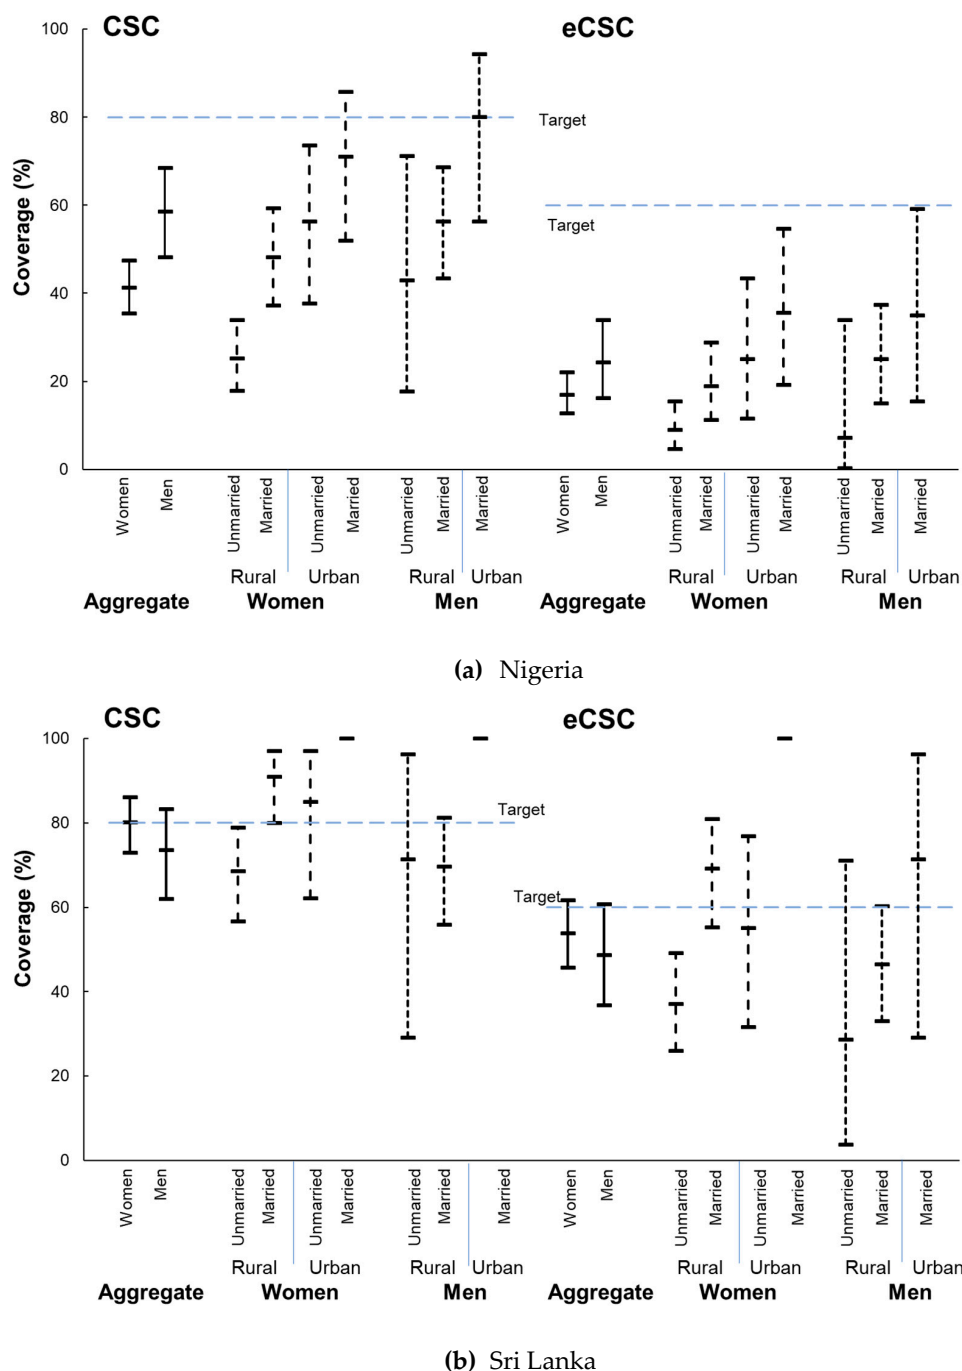 CSC
eCSC
100
80
60
40
20
0
Coverage (%)
Target
Target
Women
Men
Unmarried
Married
Unmarried
Married
Unmarried
Married
Married
Women
Men
Unmarried
Married
Unmarried
Married
Unmarried
Married
Married
Rural Urban Rural Urban Rural Urban Rural Urban
Aggregate Women Men Aggregate Women Men
(a) Nigeria
CSC
eCSC
100
80
60
40
20
0
Coverage (%)
Target
Target
Women
Men
Unmarried
Married
Unmarried
Married
Unmarried
Married
Married
Women
Men
Unmarried
Married
Unmarried
Married
Unmarried
Married
Married
Rural Urban Rural Urban Rural Urban Rural Urban
Aggregate Women Men Aggregate Women Men
(b) Sri Lanka